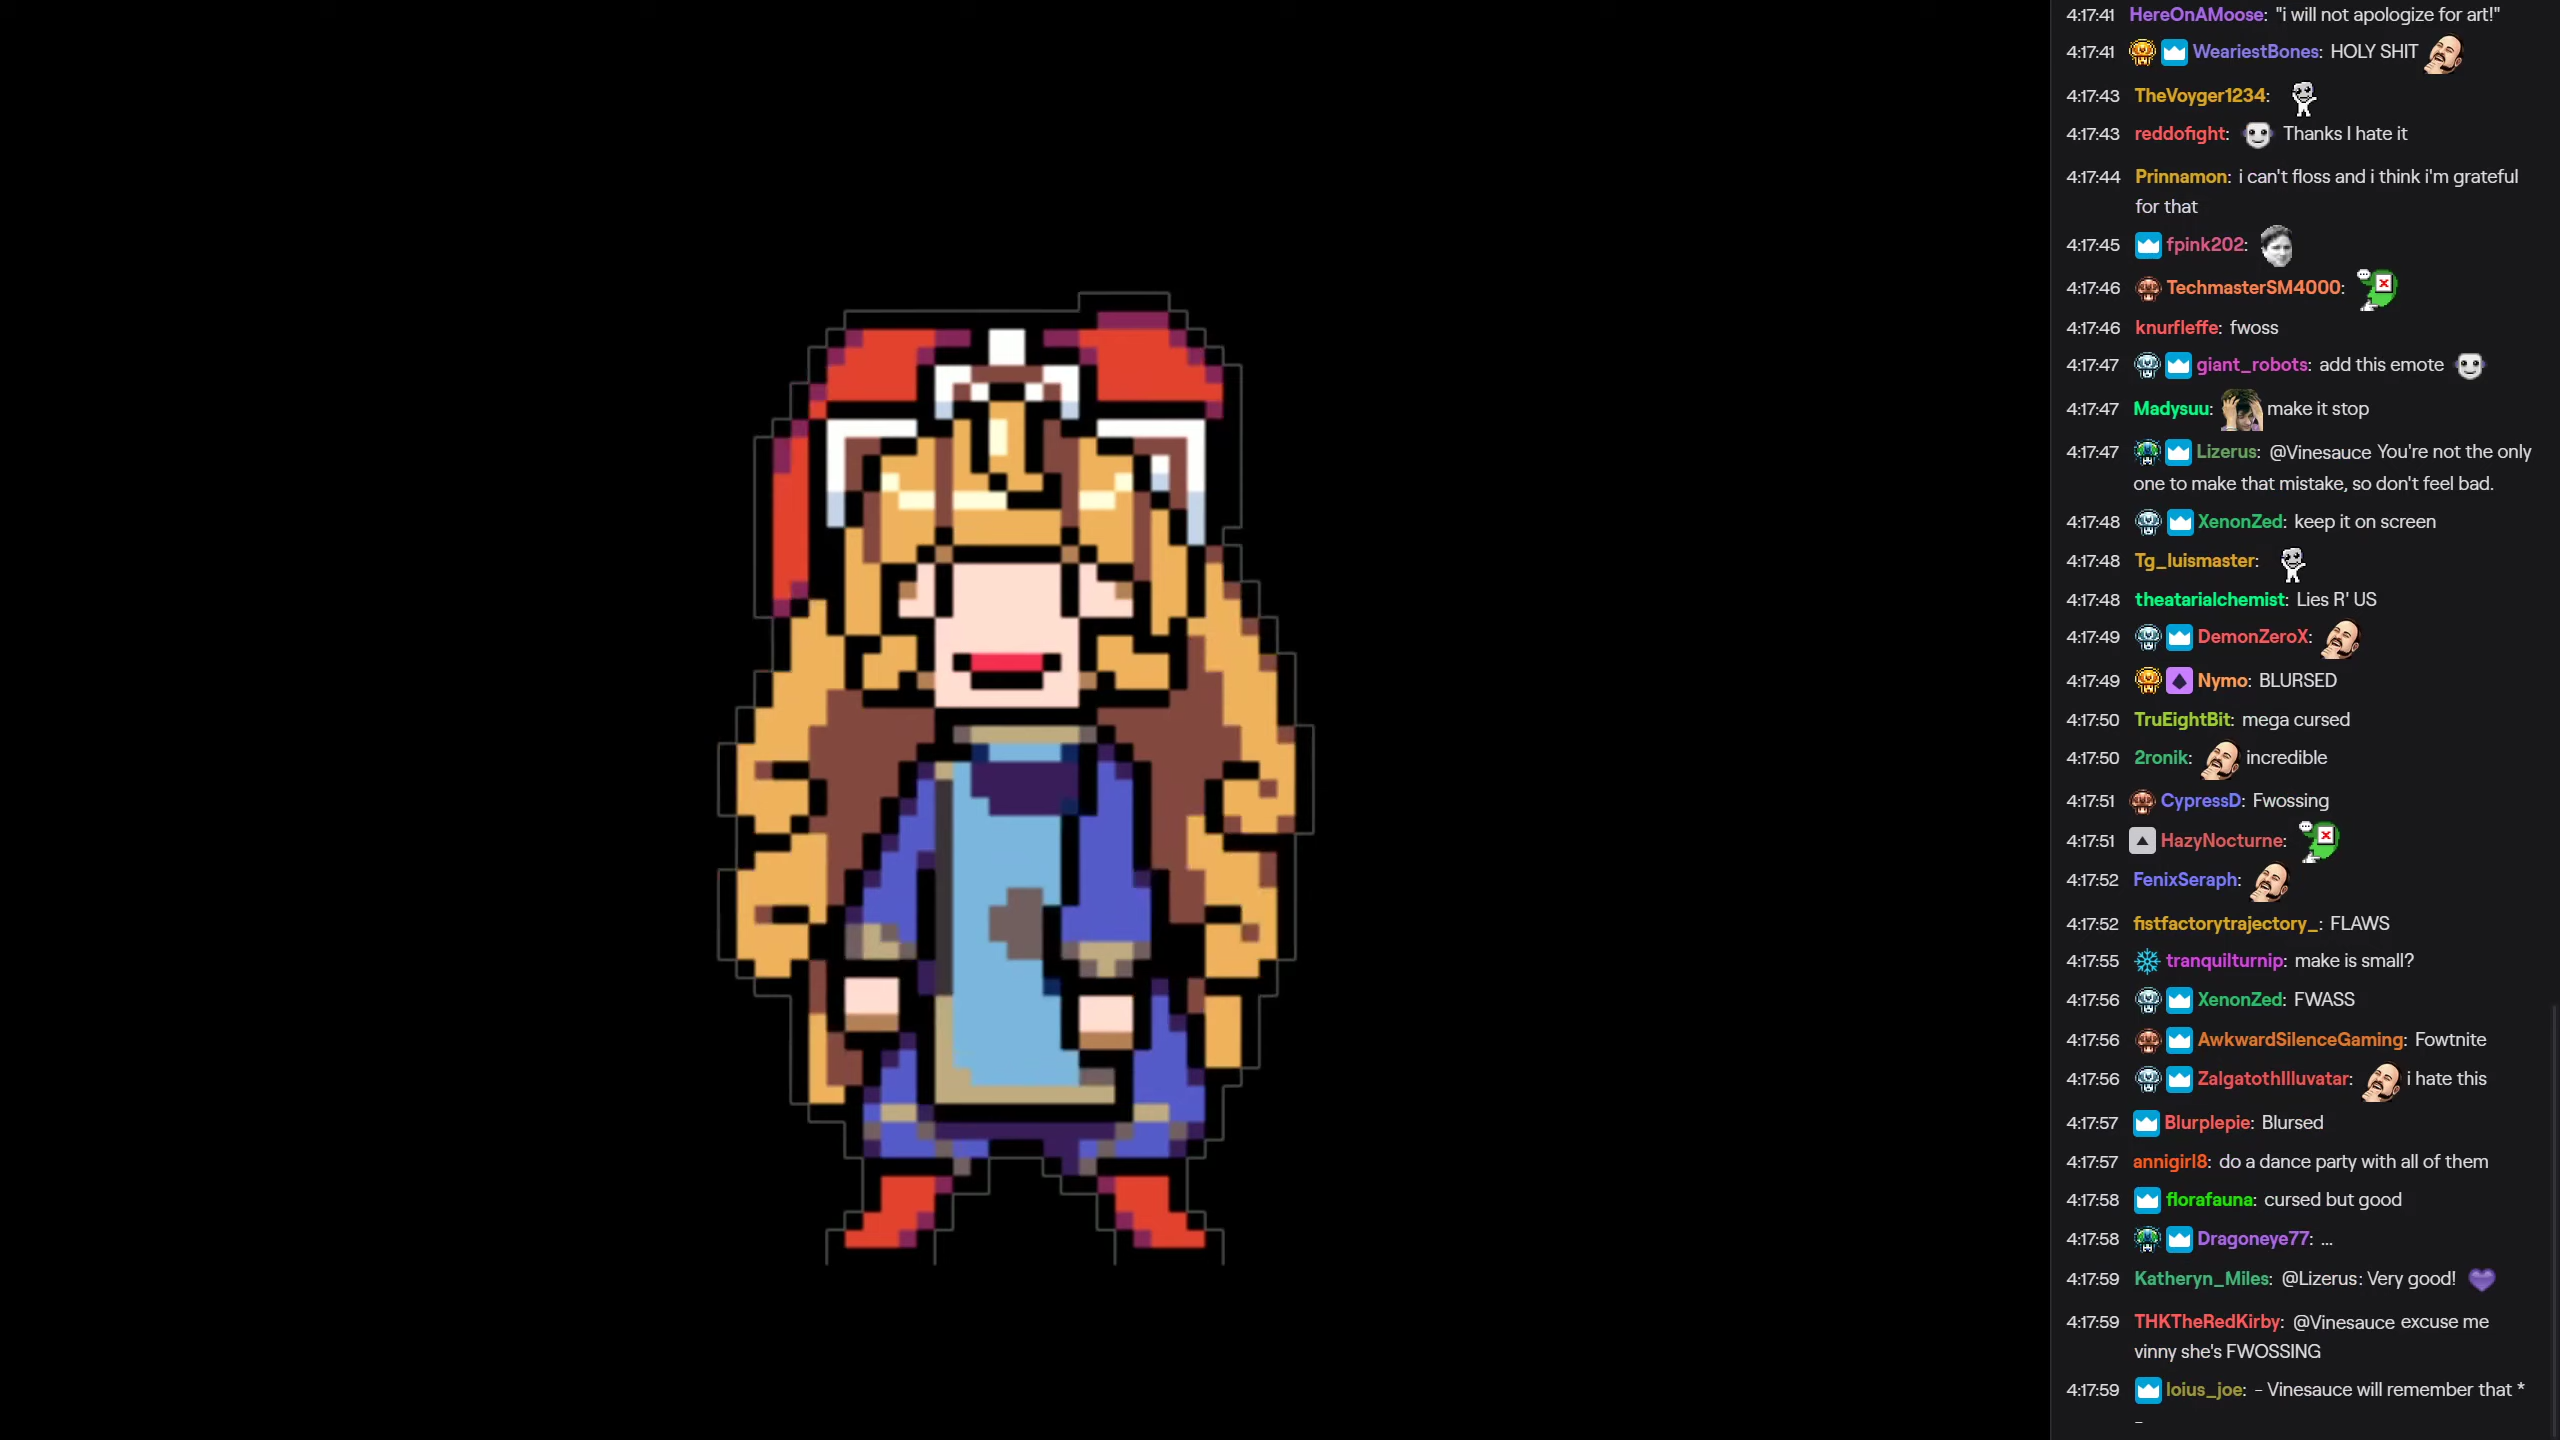 4:17:41 HereOnAMoose: "i will not apologize for art!"
4:17:41 WeariestBones: HOLY SHIT
4:17:43 TheVoyger1234:
4:17:43 reddofight: Thanks I hate it
4:17:44 Prinnamon: i can't floss and i think i'm grateful
for that
4:17:45 fpink202:
4:17:46 TechmasterSM4000:
4:17:46 knurfleffe: fwoss
4:17:47 giant_robots: add this emote
4:17:47 Madysuu: make it stop
4:17:47 Lizerus: @Vinesauce You're not the only
one to make that mistake, so don't feel bad.
4:17:48 XenonZed: keep it on screen
4:17:48 Tg_luismaster:
4:17:48 theatarialchemist: Lies R' US
4:17:49 DemonZeroX:
4:17:49 Nymo: BLURSED
4:17:50 TruEightBit: mega cursed
4:17:50 2ronik: incredible
4:17:51 CypressD: Fwossing
4:17:51 HazyNocturne:
4:17:52 FenixSeraph:
4:17:52 fistfactorytrajectory_: FLAWS
4:17:55 tranquilturnip: make is small?
4:17:56 XenonZed: FWASS
4:17:56 AwkwardSilenceGaming: Fowtnite
4:17:56 ZalgatothIlluvatar: i hate this
4:17:57 Blurplepie: Blursed
4:17:57 annigirl8: do a dance party with all of them
4:17:58 florafauna: cursed but good
4:17:58 Dragoneye77: ...
4:17:59 Katheryn_Miles: @Lizerus: Very good!
4:17:59 THKTheRedKirby: @Vinesauce excuse me
vinny she's FWOSSING
4:17:59 loius_joe: - Vinesauce will remember that *
-